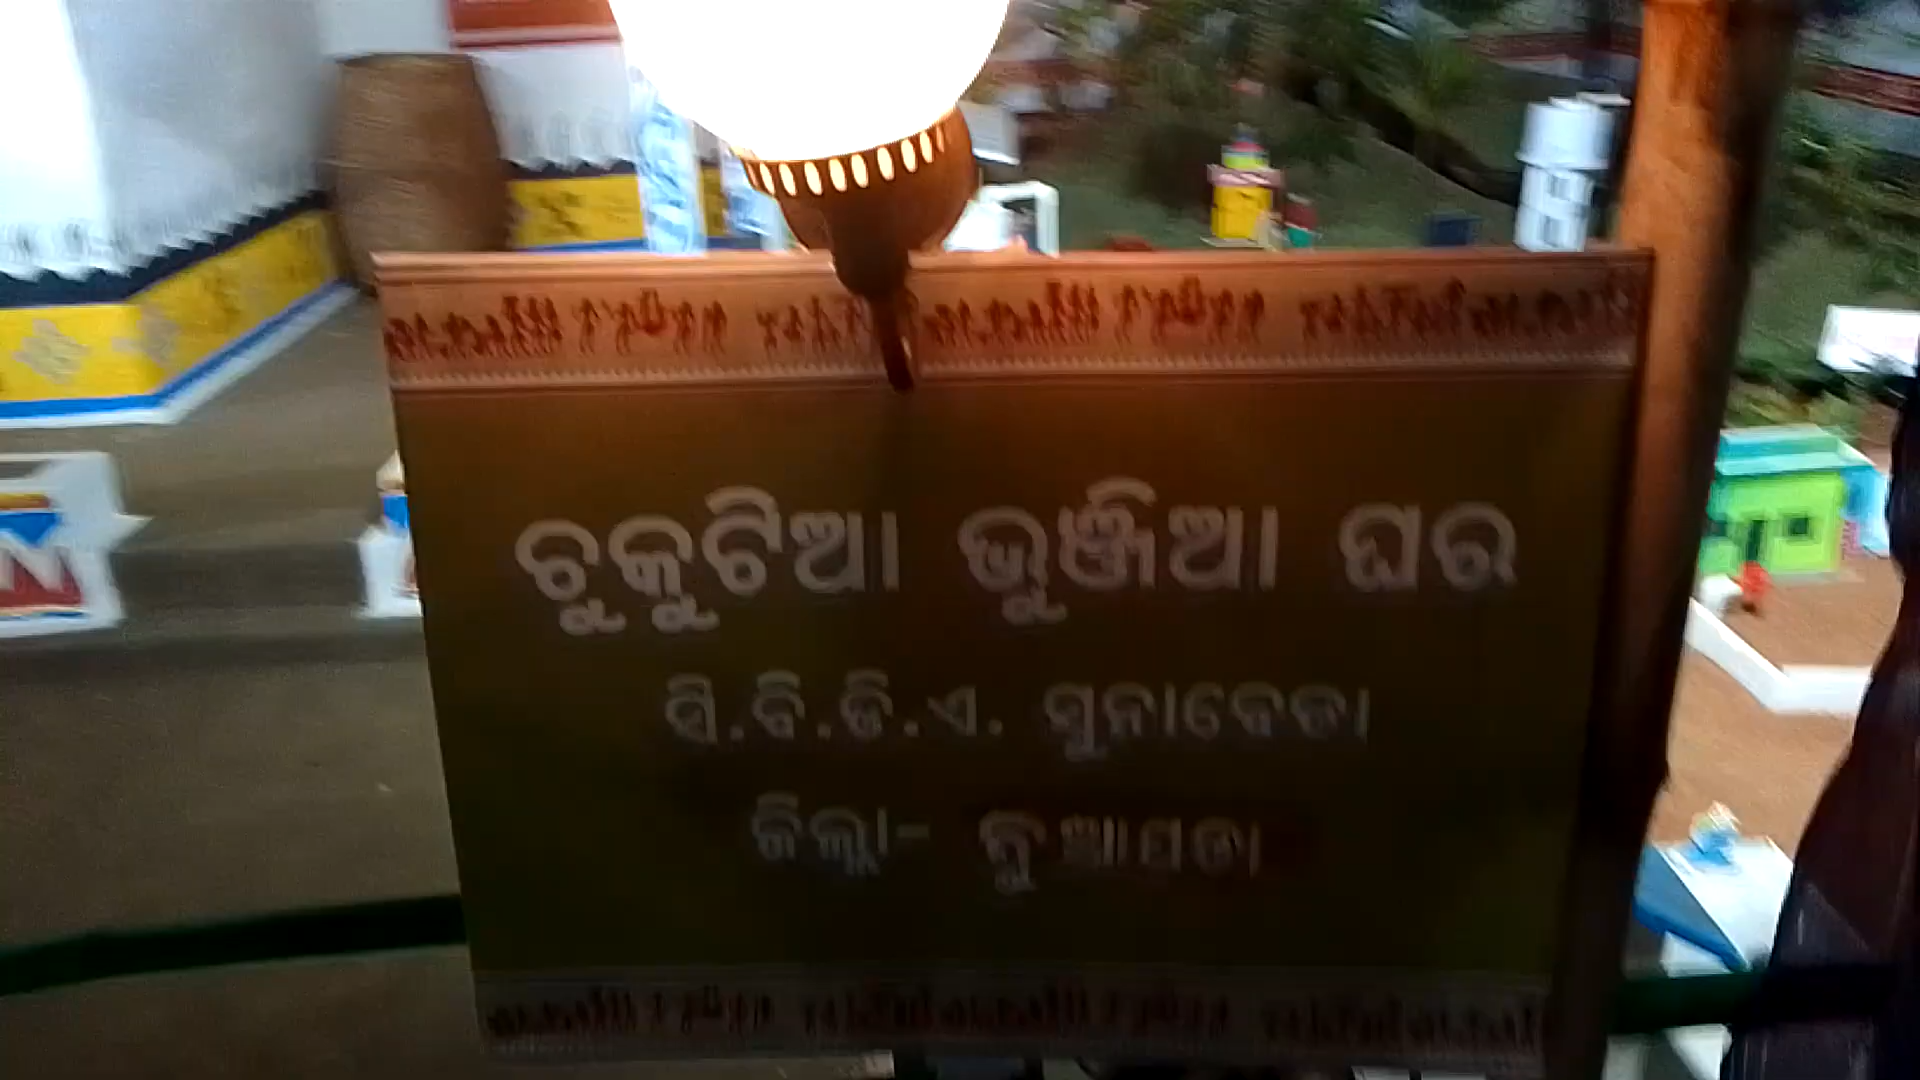 ଚୁକୁଟିଆ ଭୁଞ୍ଜିଆ ଘର
ସି.ବି.ଡି.ଏ. ସୁନାବେଡା
ଜିଲ୍ଲା- ନୁଆପଡା